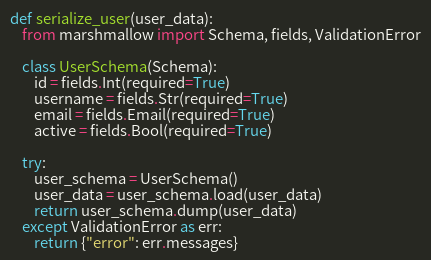 def serialize_user(user_data):
    from marshmallow import Schema, fields, ValidationError

    class UserSchema(Schema):
        id = fields.Int(required=True)
        username = fields.Str(required=True)
        email = fields.Email(required=True)
        active = fields.Bool(required=True)

    try:
        user_schema = UserSchema()
        user_data = user_schema.load(user_data)
        return user_schema.dump(user_data)
    except ValidationError as err:
        return {"error": err.messages}